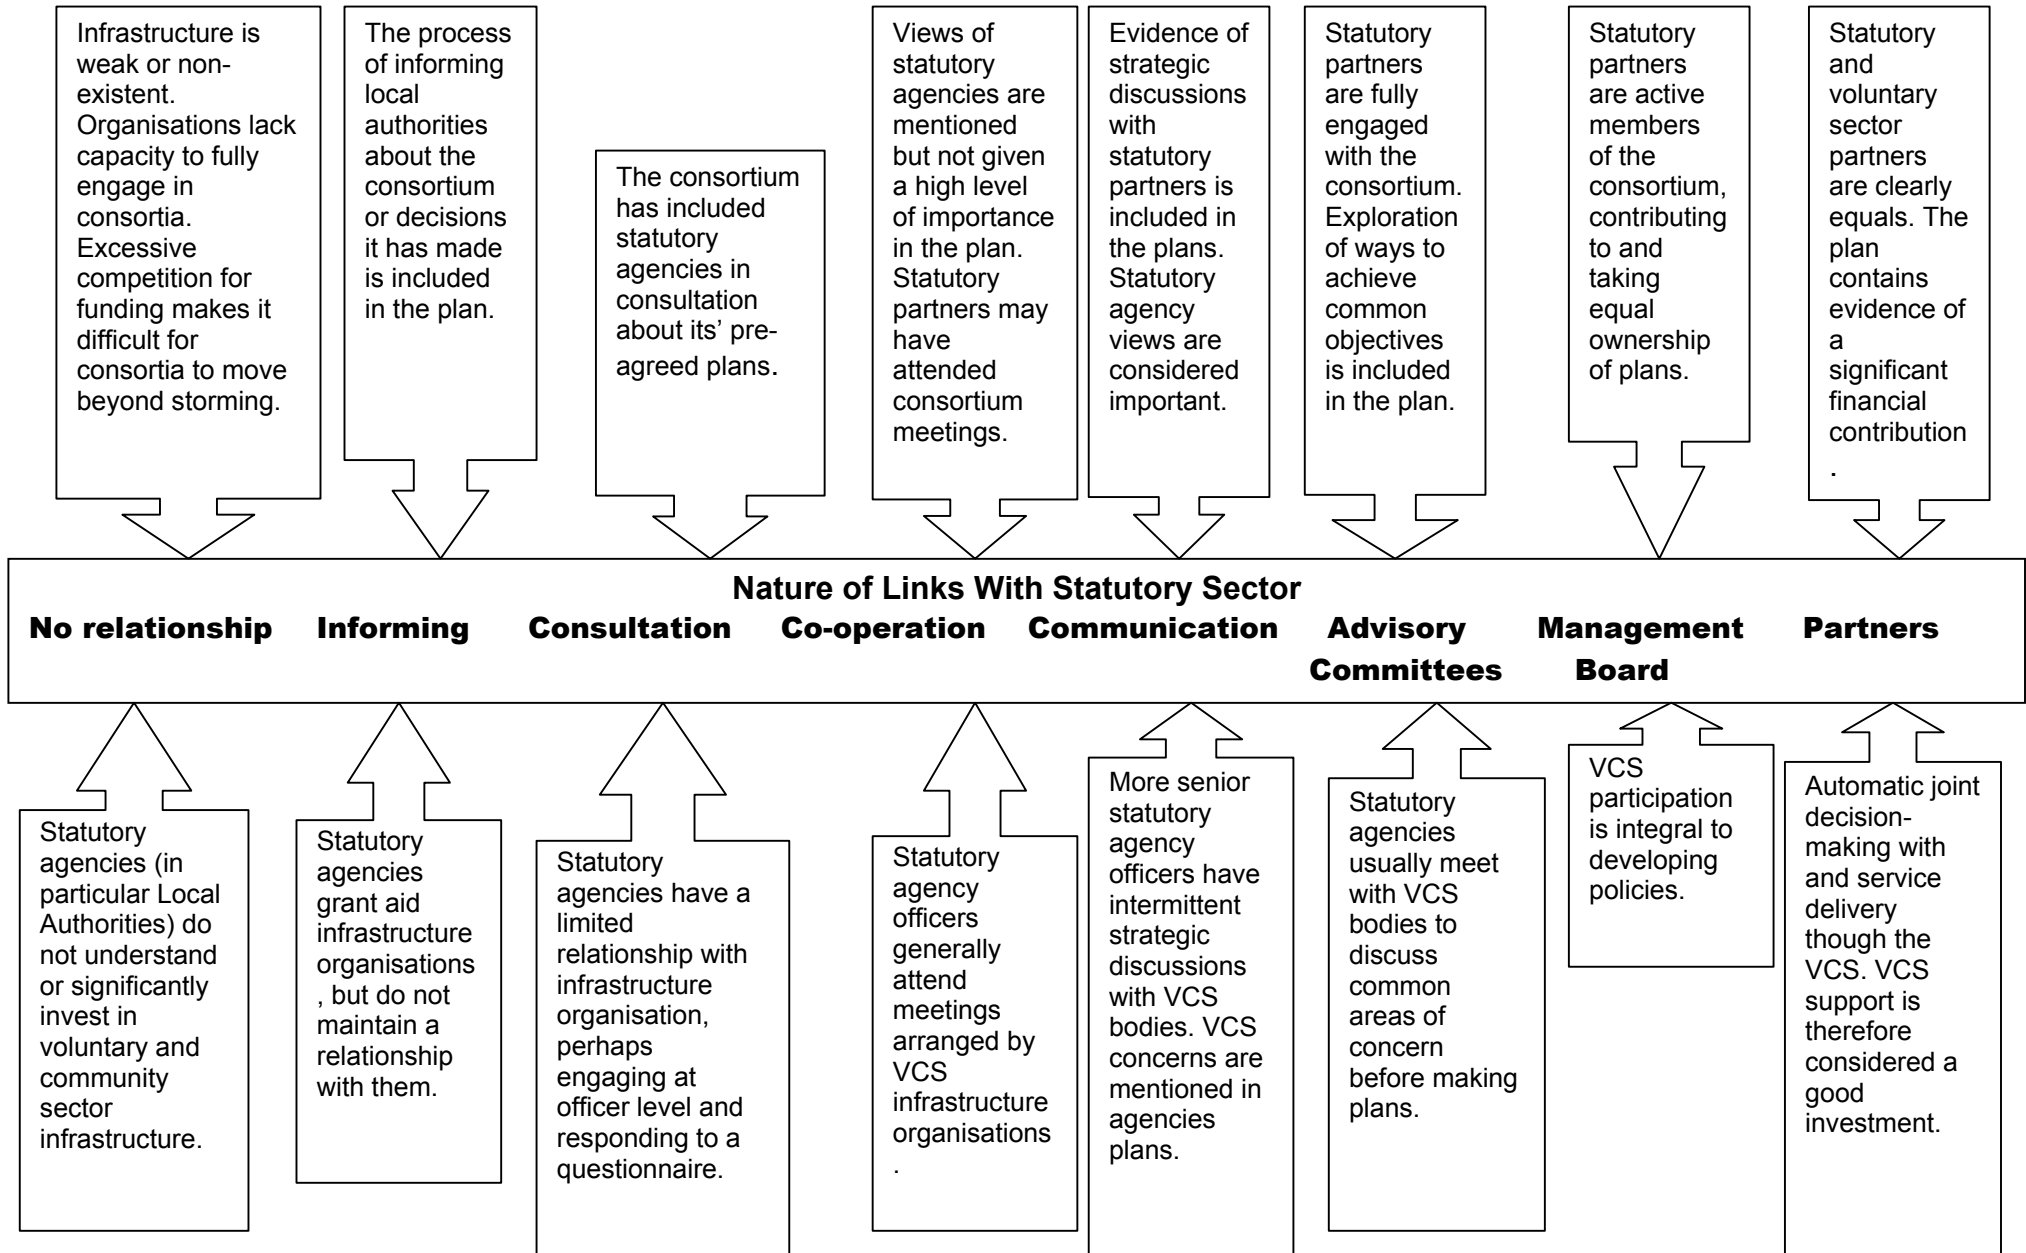 Infrastructure is
weak or non-
existent.
Organisations lack
capacity to fully
engage in
consortia.
Excessive
competition for
funding makes it
difficult for
consortia to move
beyond storming.
The process
of informing
local
authorities
about the
consortium
or decisions
it has made
is included
in the plan.
The consortium
has included
statutory
agencies in
consultation
about its’ pre-
agreed plans.
Views of
statutory
agencies are
mentioned
but not given
a high level
of importance
in the plan.
Statutory
partners may
have
attended
consortium
meetings.
Evidence of
strategic
discussions
with
statutory
partners is
included in
the plans.
Statutory
agency
views are
considered
important.
Statutory
partners
are fully
engaged
with the
consortium.
Exploration
of ways to
achieve
common
objectives
is included
in the plan.
Statutory
partners
are active
members
of the
consortium,
contributing
to and
taking
equal
ownership
of plans.
Statutory
and
voluntary
sector
partners
are clearly
equals. The
plan
contains
evidence of
a
significant
financial
contribution
.
Nature of Links With Statutory Sector
No relationship Informing Consultation Co-operation Communication Advisory Management Partners
Committees Board
Statutory
agencies (in
particular Local
Authorities) do
not understand
or significantly
invest in
voluntary and
community
sector
infrastructure.
Statutory
agencies
grant aid
infrastructure
organisations
, but do not
maintain a
relationship
with them.
Statutory
agencies have a
limited
relationship with
infrastructure
organisation,
perhaps
engaging at
officer level and
responding to a
questionnaire.
Statutory
agency
officers
generally
attend
meetings
arranged by
VCS
infrastructure
organisations
.
More senior
statutory
agency
officers have
intermittent
strategic
discussions
with VCS
bodies. VCS
concerns are
mentioned in
agencies
plans.
Statutory
agencies
usually meet
with VCS
bodies to
discuss
common
areas of
concern
before making
plans.
VCS
participation
is integral to
developing
policies.
Automatic joint
decision-
making with
and service
delivery
though the
VCS. VCS
support is
therefore
considered a
good
investment.